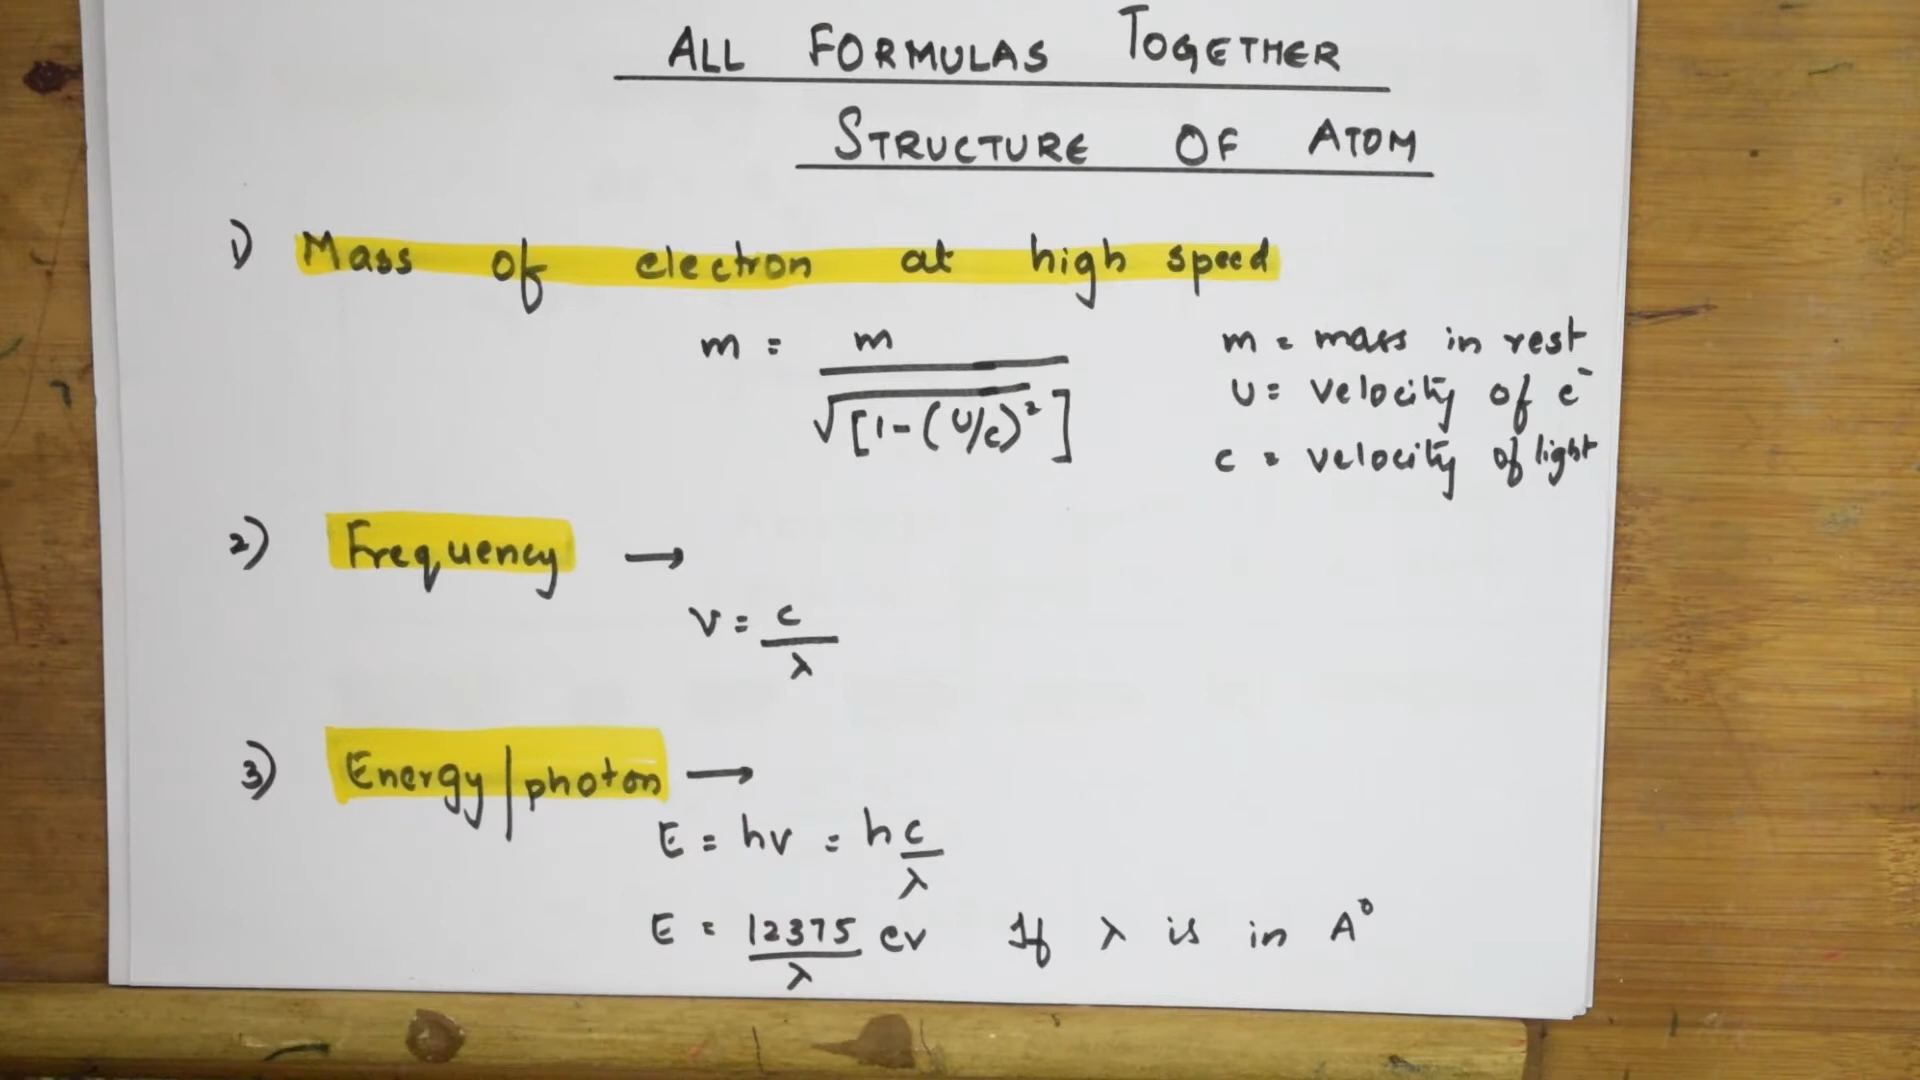 ALL FORMULAS TOGETHER
STRUCTURE OF ATOM
1) Mass of electron at high speed
m = m / √[1-(U/c)²]
m = mass in rest
U = velocity of e⁻
c = velocity of light
2) Frequency →
ν = c / λ
3) Energy | photon →
E = hν = h c / λ
E = 12375 / λ ev If λ is in A°